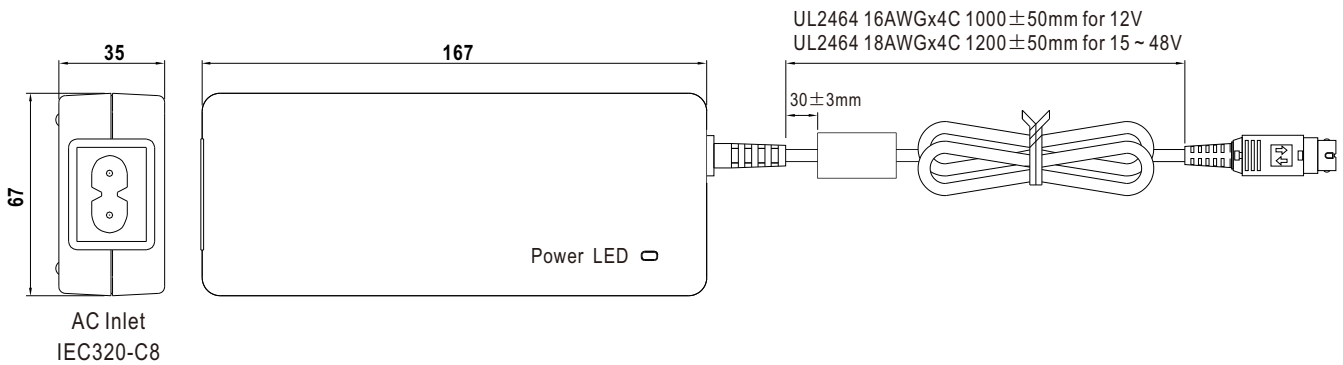 UL2464 16AWGx4C 1000±50mm for 12V
UL2464 18AWGx4C 1200±50mm for 15 ~ 48V
35
167
30±3mm
67
Power LED
AC Inlet
IEC320-C8